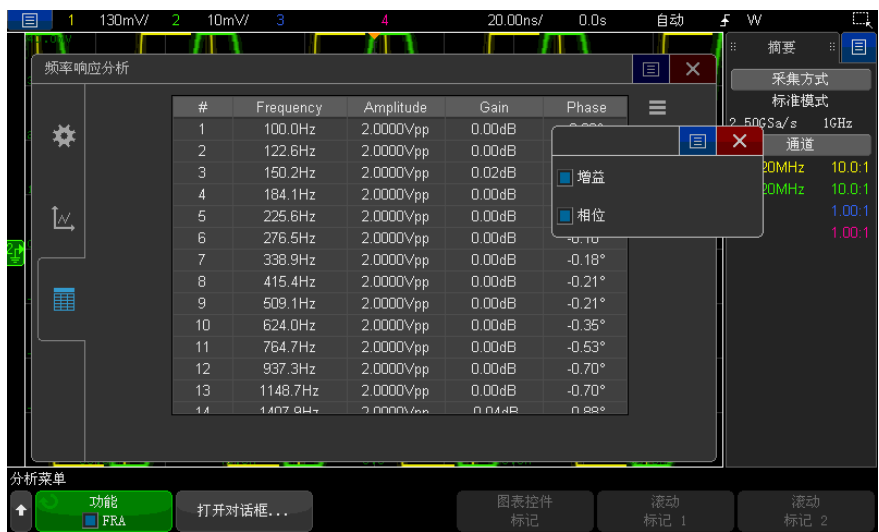 1 130mV/ 2 10mV/ 3 4 20.00ns/ 0.0s 自动 W
频率响应分析
# Frequency Amplitude Gain Phase
1 100.0Hz 2.0000Vpp 0.00dB
2 122.6Hz 2.0000Vpp 0.00dB
3 150.2Hz 2.0000Vpp 0.02dB
4 184.1Hz 2.0000Vpp 0.00dB
5 225.6Hz 2.0000Vpp 0.00dB
6 276.5Hz 2.0000Vpp 0.00dB
7 338.9Hz 2.0000Vpp 0.00dB -0.18°
8 415.4Hz 2.0000Vpp 0.00dB -0.21°
9 509.1Hz 2.0000Vpp 0.00dB -0.21°
10 624.0Hz 2.0000Vpp 0.00dB -0.35°
11 764.7Hz 2.0000Vpp 0.00dB -0.53°
12 937.3Hz 2.0000Vpp 0.00dB -0.70°
13 1148.7Hz 2.0000Vpp 0.00dB -0.70°
14 1407.9Hz 2.0000Vpp 0.04dB
增益
相位
摘要
采集方式
标准模式
2.50GSa/s 1GHz
通道
20MHz 10.0:1
20MHz 10.0:1
1.00:1
1.00:1
分析菜单
功能
FRA
打开对话框...
图表控件
标记
滚动
标记 1
滚动
标记 2